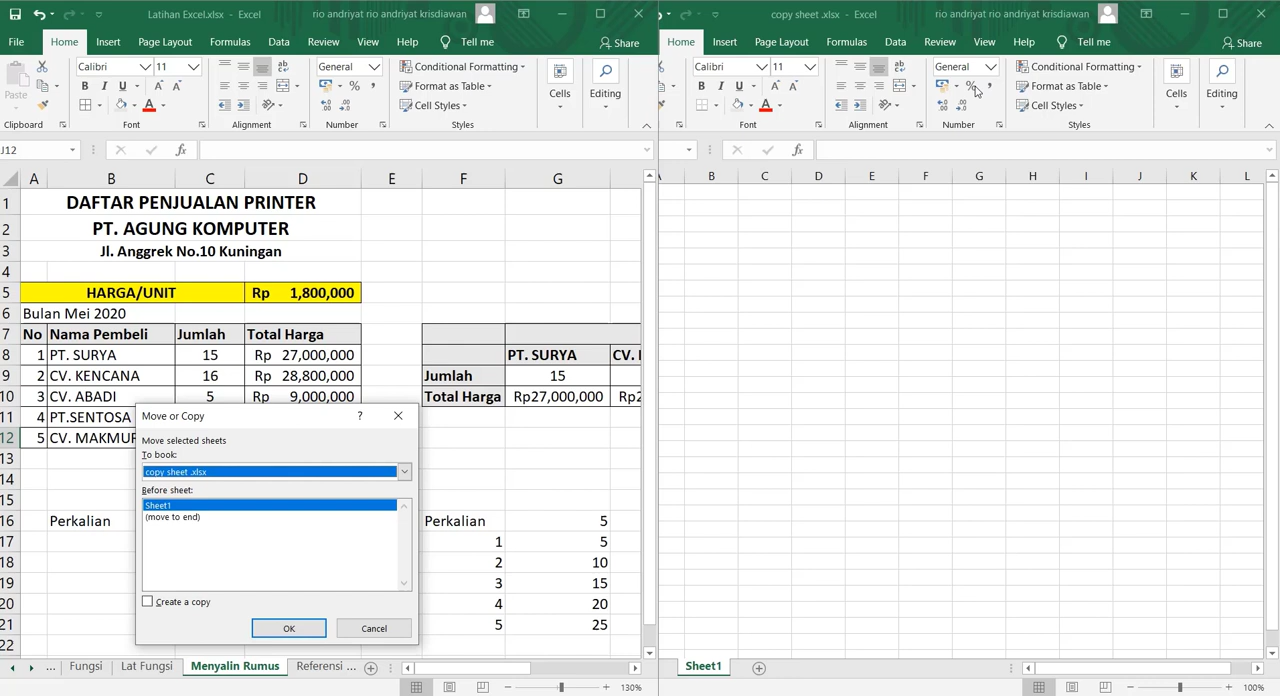 Latihan Excel.xlsx - Excel
rio andriyat rio andriyat krisdiawan
File Home Insert Page Layout Formulas Data Review View Help Tell me Share
Calibri 11 General Conditional Formatting
Paste B I U A A % , Format as Table Cells Editing
A Cell Styles
Clipboard Font Alignment Number Styles
J12 fx
A B C D E F G
1 DAFTAR PENJUALAN PRINTER
2 PT. AGUNG KOMPUTER
3 Jl. Anggrek No.10 Kuningan
4
5 HARGA/UNIT Rp 1,800,000
6 Bulan Mei 2020
7 No Nama Pembeli Jumlah Total Harga
8 1 PT. SURYA 15 Rp 27,000,000 PT. SURYA
9 2 CV. KENCANA 16 Rp 28,800,000 Jumlah 15
10 3 CV. ABADI 5 Rp 9,000,000 Total Harga Rp27,000,000
11 4 PT.SENTOSA
12 5 CV. MAKMUR
13
14
15
16 Perkalian Perkalian 5
17 1 5
18 2 10
19 3 15
20 4 20
21 5 25
22
Move or Copy ?
Move selected sheets
To book:
copy sheet .xlsx
Before sheet:
Sheet1
(move to end)
Create a copy
OK Cancel
... Fungsi Lat Fungsi Menyalin Rumus Referensi ...
130%
copy sheet .xlsx - Excel
rio andriyat rio andriyat krisdiawan
Home Insert Page Layout Formulas Data Review View Help Tell me Share
Calibri 11 General Conditional Formatting
B I U A A % , Format as Table Cells Editing
A Cell Styles
Font Alignment Number Styles
fx
B C D E F G H I J K L
Sheet1
100%